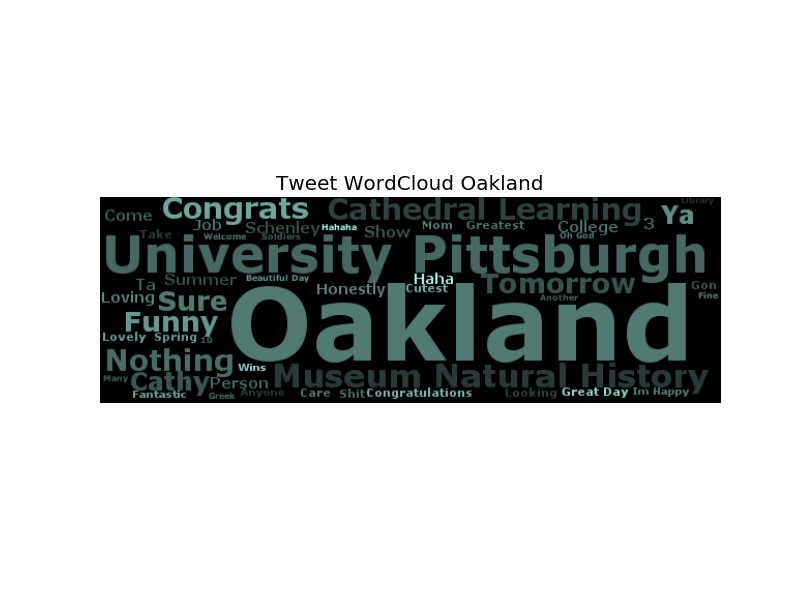 Tweet WordCloud Oakland
Library
Come Congrats Cathedral Learning Ya
Job Schenley Hahaha Show Mom Greatest College 3
Take Welcome Soldiers Oh God
University Pittsburgh
Ta Summer Beautiful Day Haha Tomorrow Gon
Loving Sure Honestly Cutest Another Fine
Funny Oakland
Lovely Spring 10
Nothing Wins
Many Cathy Person Museum Natural History
Fantastic Greek Anyone Care Shit Congratulations Looking Great Day Im Happy